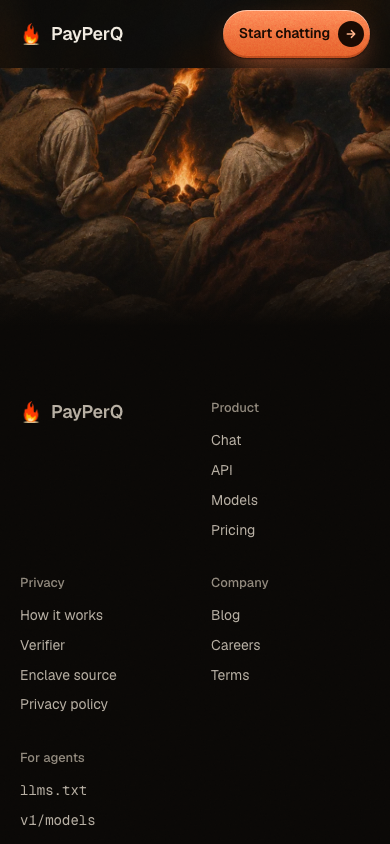 PayPerQ
Start chatting
PayPerQ
Product
Chat
API
Models
Pricing
Privacy
How it works
Verifier
Enclave source
Privacy policy
Company
Blog
Careers
Terms
For agents
llms.txt
v1/models